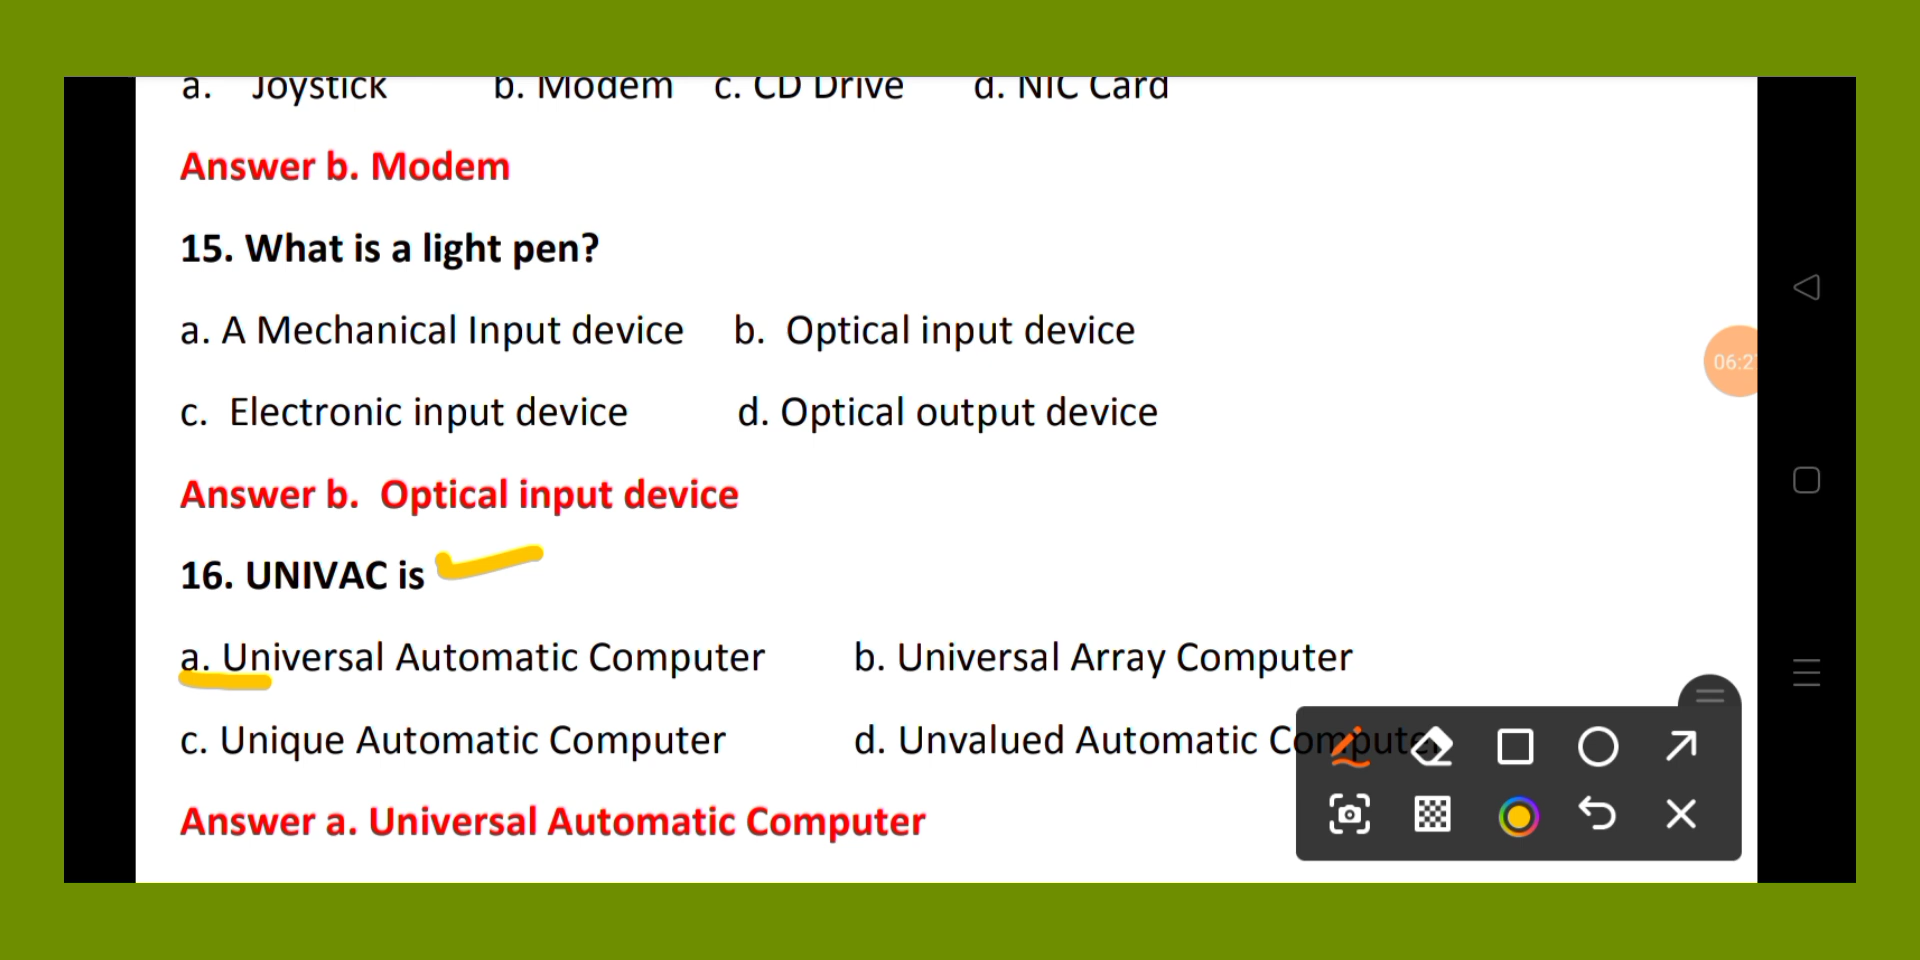 a. Joystick b. Modem c. CD Drive d. NIC Card
Answer b. Modem
15. What is a light pen?
a. A Mechanical Input device b. Optical input device
c. Electronic input device d. Optical output device
Answer b. Optical input device
16. UNIVAC is
a. Universal Automatic Computer b. Universal Array Computer
c. Unique Automatic Computer d. Unvalued Automatic Computer
Answer a. Universal Automatic Computer